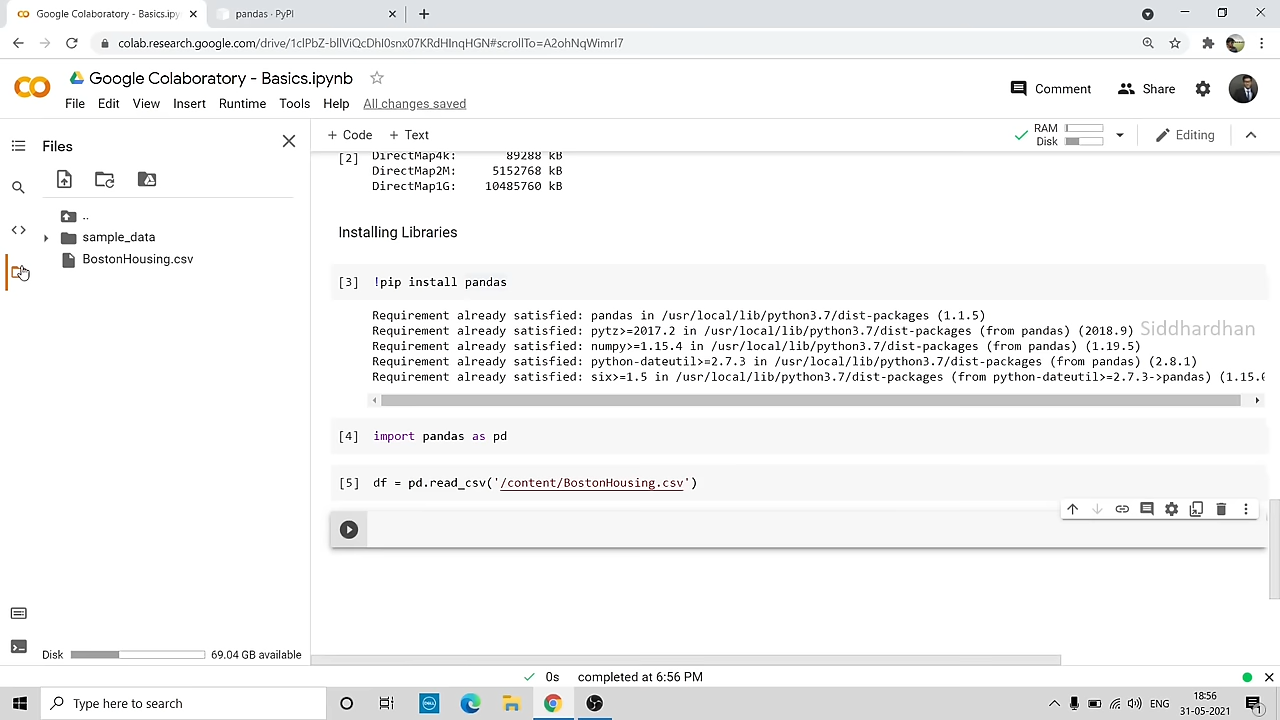 Google Colaboratory - Basics.ipyn
pandas · PyPI
colab.research.google.com/drive/1clPbZ-bllViQcDhI0snx07KRdHInqHGN#scrollTo=A2ohNqWimrI7
Google Colaboratory - Basics.ipynb
File Edit View Insert Runtime Tools Help All changes saved
Comment Share
Files
+ Code + Text
RAM
Disk
Editing
..
sample_data
BostonHousing.csv
[2] DirectMap4k: 89288 kB
DirectMap2M: 5152768 kB
DirectMap1G: 10485760 kB
Installing Libraries
[3] !pip install pandas
Requirement already satisfied: pandas in /usr/local/lib/python3.7/dist-packages (1.1.5)
Requirement already satisfied: pytz>=2017.2 in /usr/local/lib/python3.7/dist-packages (from pandas) (2018.9)
Requirement already satisfied: numpy>=1.15.4 in /usr/local/lib/python3.7/dist-packages (from pandas) (1.19.5)
Requirement already satisfied: python-dateutil>=2.7.3 in /usr/local/lib/python3.7/dist-packages (from pandas) (2.8.1)
Requirement already satisfied: six>=1.5 in /usr/local/lib/python3.7/dist-packages (from python-dateutil>=2.7.3->pandas) (1.15.0
Siddhardhan
[4] import pandas as pd
[5] df = pd.read_csv('/content/BostonHousing.csv')
Disk 69.04 GB available
0s completed at 6:56 PM
Type here to search
DELL
ENG
18:56
31-05-2021
1